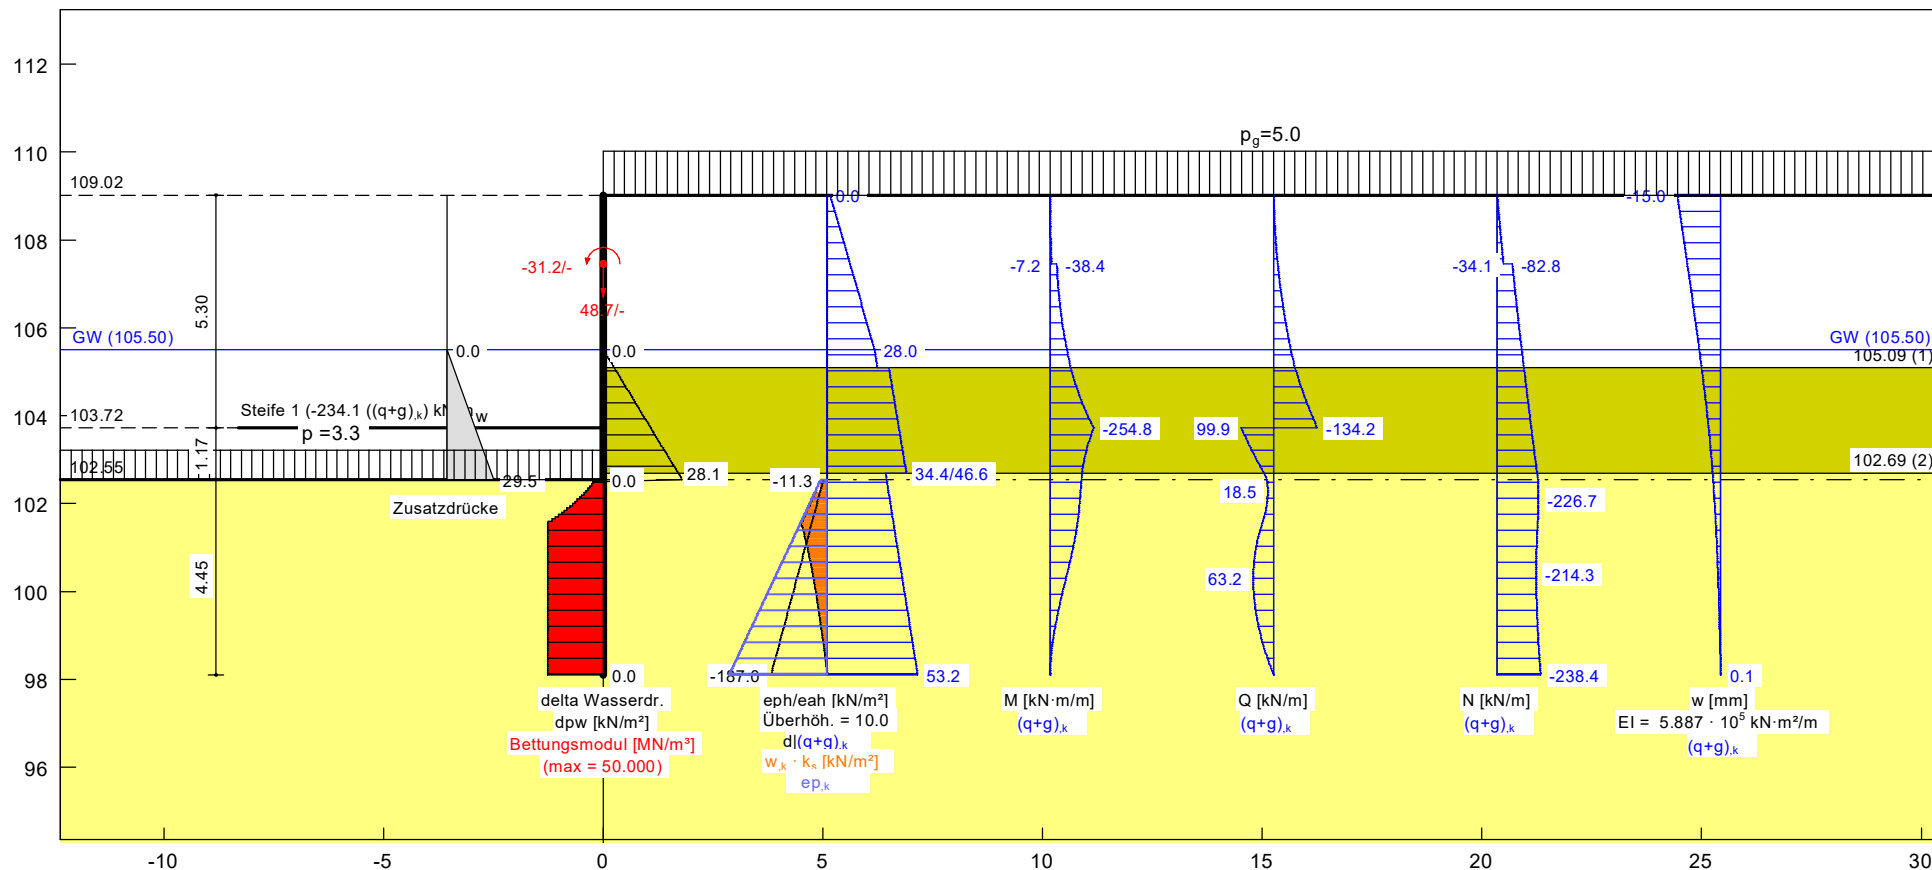 112
110
108
106
104
102
100
98
96
p_g=5.0
109.02
0.0
-15.0
-31.2/-
-7.2
-38.4
-34.1
-82.8
48.7/-
5.30
GW (105.50)
0.0
0.0
28.0
GW (105.50)
105.09 (1)
103.72
Steife 1 (-234.1 ((q+g),k)
w
p =3.3
-254.8
99.9
-134.2
1.17
102.55
29.5
0.0
28.1
-11.3
34.4/46.6
102.69 (2)
Zusatzdrücke
18.5
-226.7
4.45
63.2
-214.3
0.0
-187.0
53.2
-238.4
0.1
delta Wasserdr.
dpw [kN/m²]
Bettungsmodul [MN/m³]
(max = 50.000)
eph/eah [kN/m²]
Überhöh. = 10.0
d|(q+g),k
w,k · ks [kN/m²]
ep,k
M [kN·m/m]
(q+g),k
Q [kN/m]
(q+g),k
N [kN/m]
(q+g),k
w [mm]
EI = 5.887 · 10⁵ kN·m²/m
(q+g),k
-10
-5
0
5
10
15
20
25
30